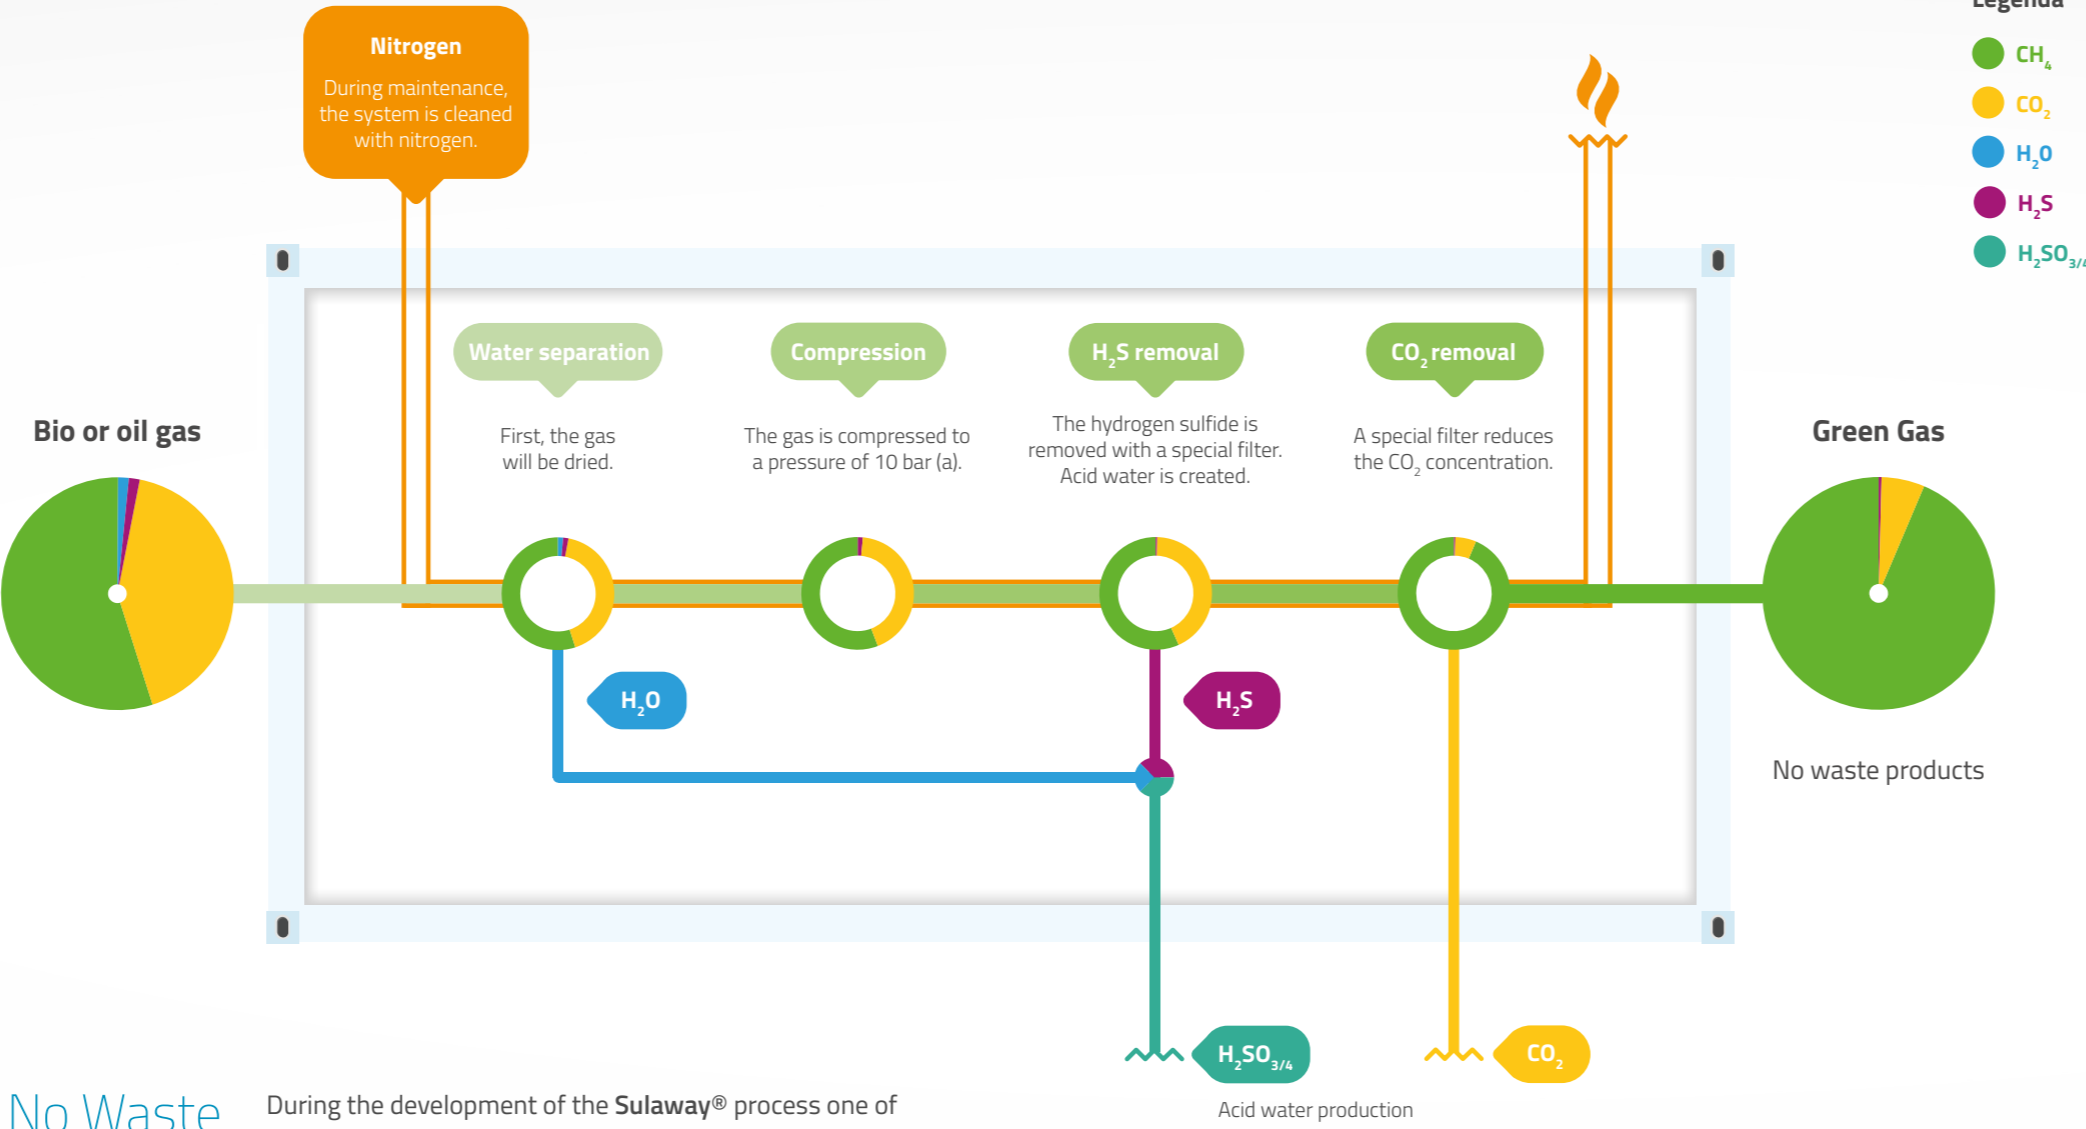 Legenda
CH₄
CO₂
H₂O
H₂S
H₂SO₃/₄
Nitrogen
During maintenance,
the system is cleaned
with nitrogen.
Water separation
First, the gas
will be dried.
Compression
The gas is compressed to
a pressure of 10 bar (a).
H₂S removal
The hydrogen sulfide is
removed with a special filter.
Acid water is created.
CO₂ removal
A special filter reduces
the CO₂ concentration.
Bio or oil gas
Green Gas
No waste products
H₂O
H₂S
H₂SO₃/₄
CO₂
Acid water production
No Waste
During the development of the Sulaway® process one of